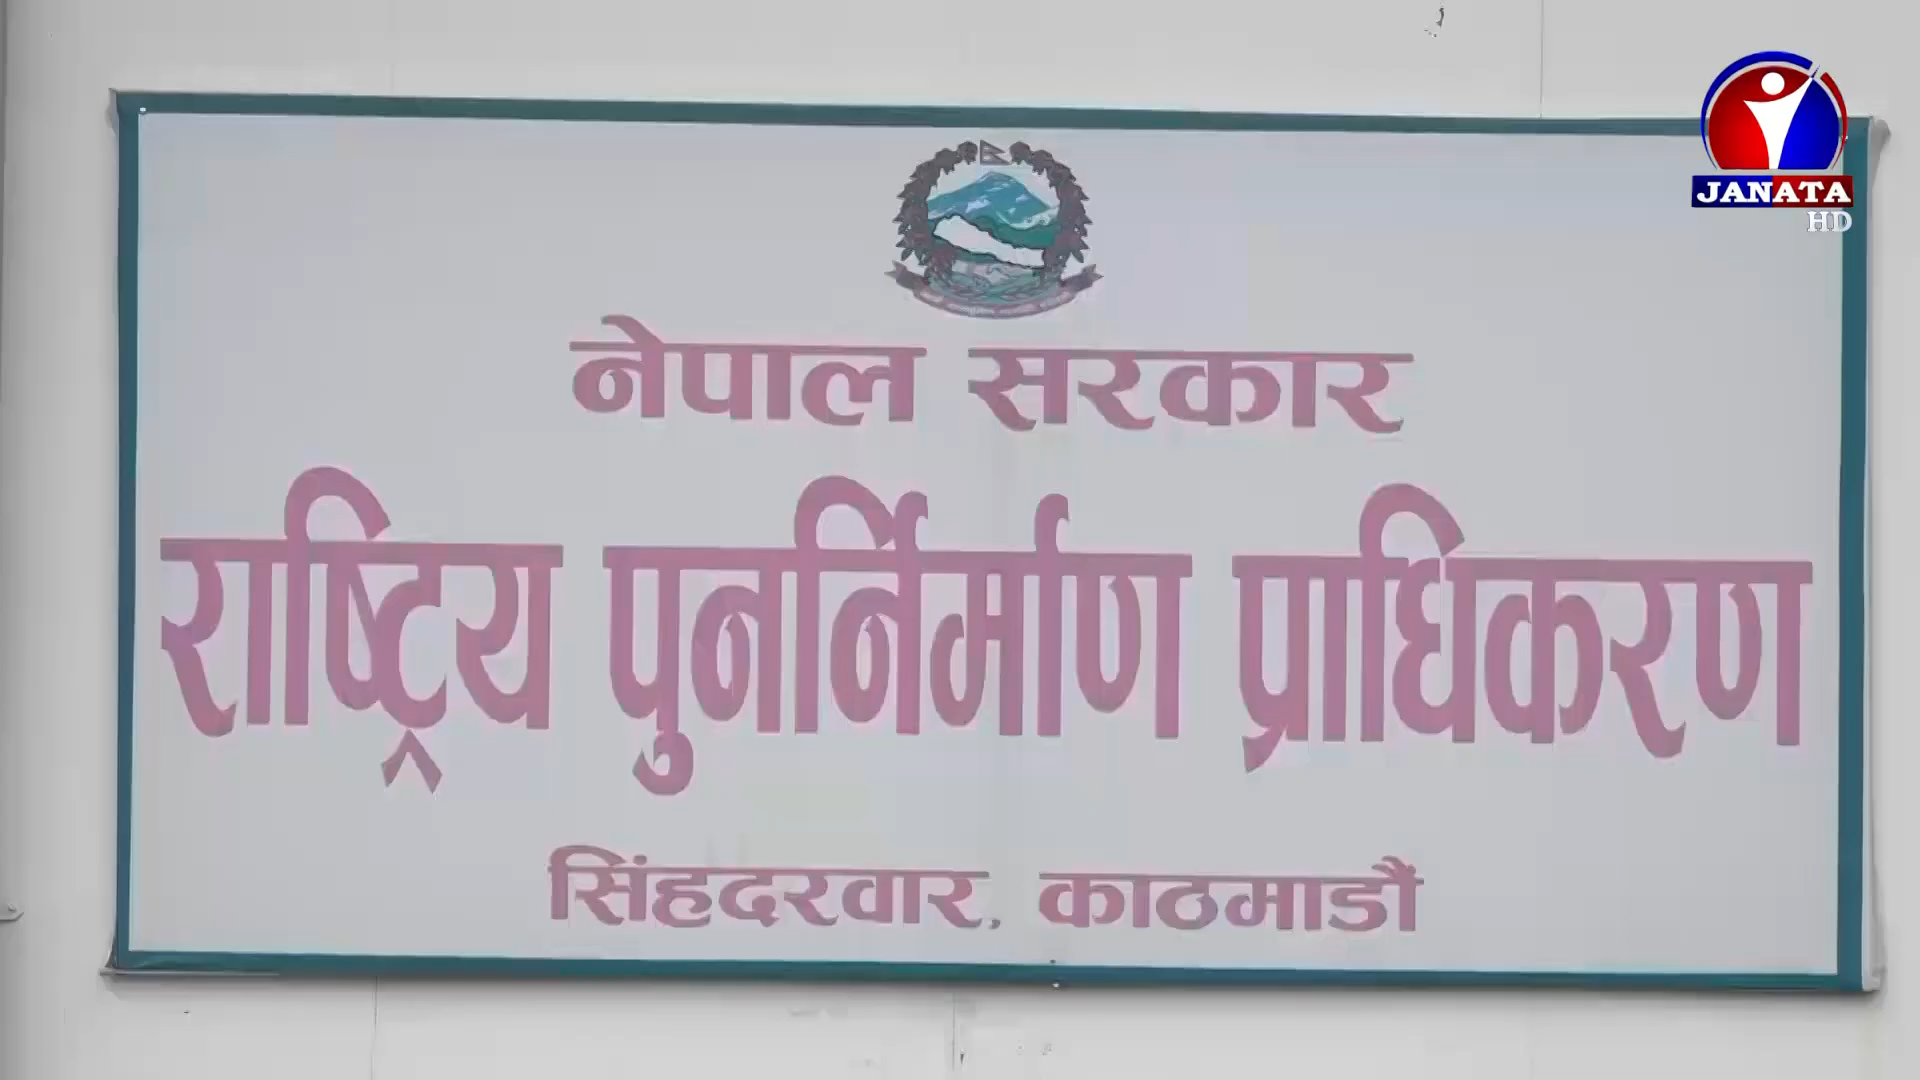 JANATA
HD
नेपाल सरकार
राष्ट्रिय पुनर्निर्माण प्राधिकरण
सिंहदरवार, काठमाडौं